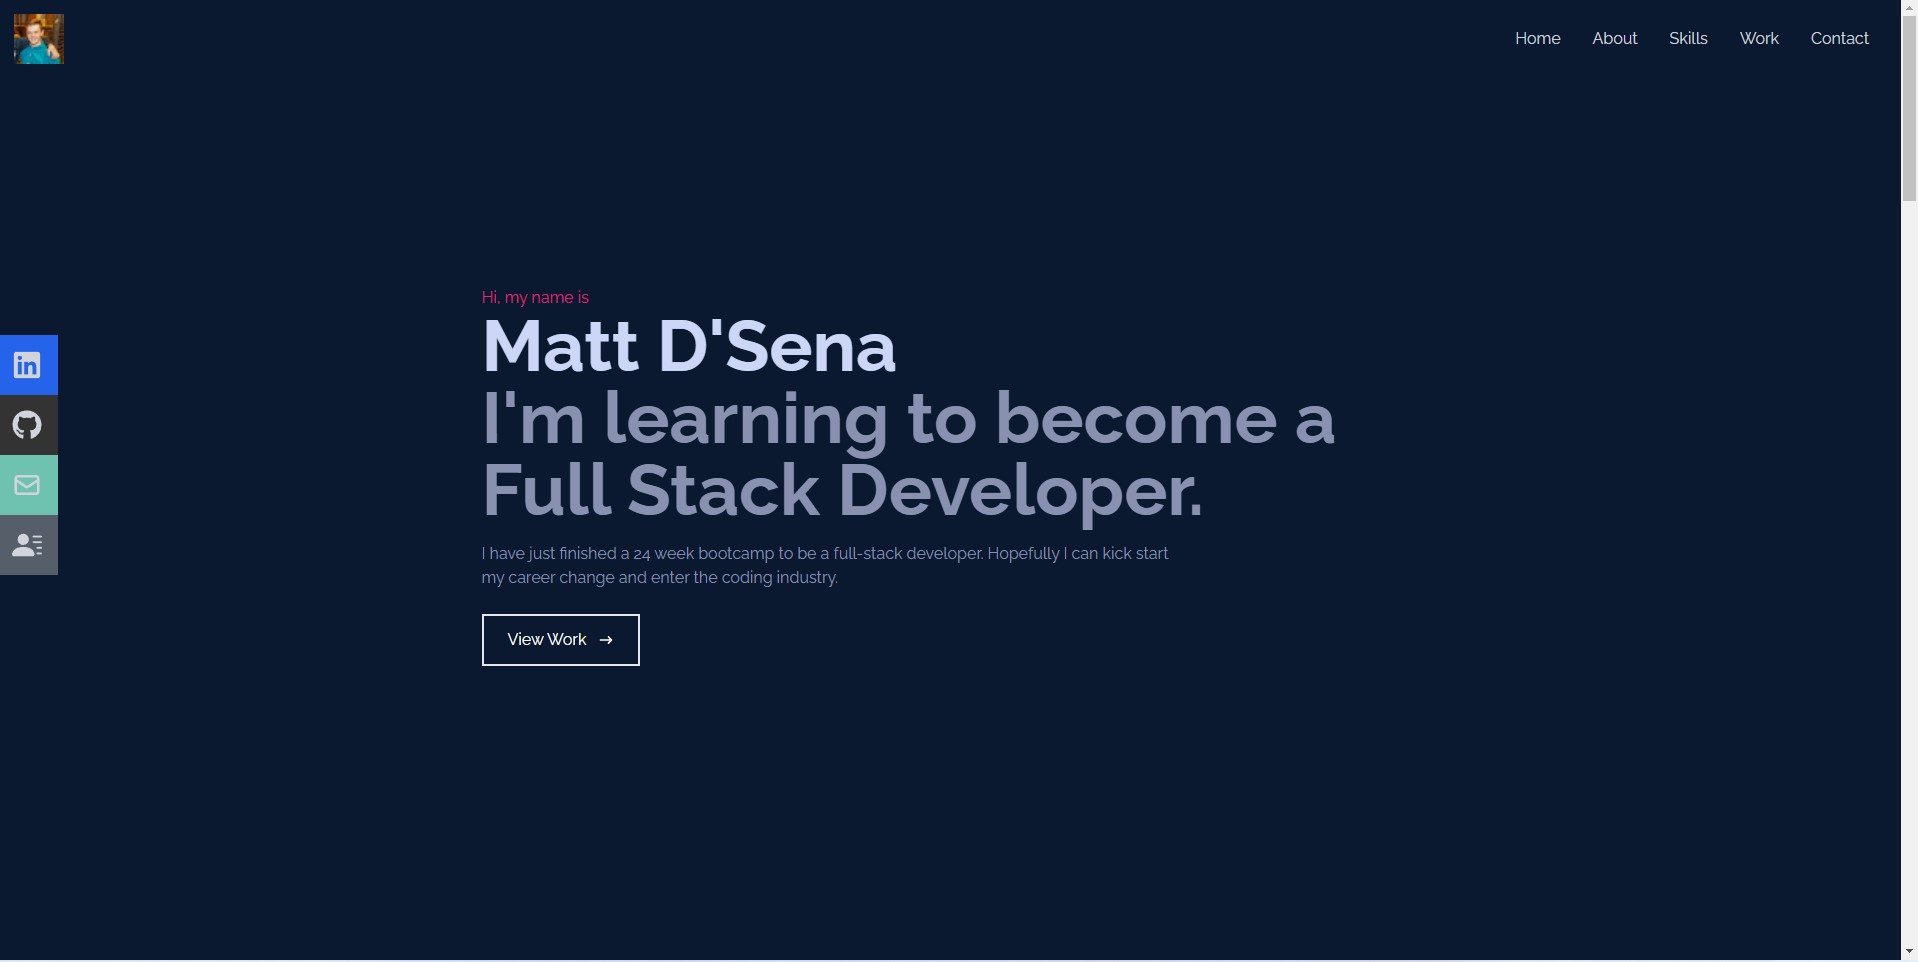 Home About Skills Work Contact
Hi, my name is
Matt D'Sena
I'm learning to become a
Full Stack Developer.
I have just finished a 24 week bootcamp to be a full-stack developer. Hopefully I can kick start
my career change and enter the coding industry.
View Work →
in